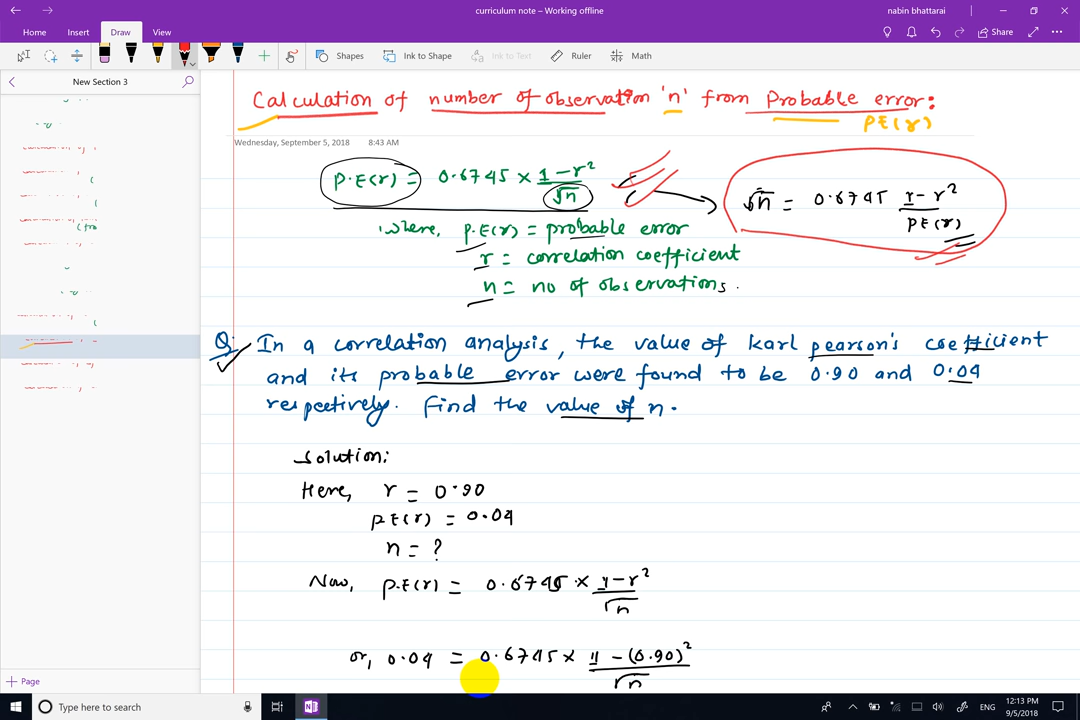 curriculum note – Working offline
nabin bhattarai
Home Insert Draw View
Share
Shapes Ink to Shape Ink to Text Ruler Math
New Section 3
Calculation of number of observation 'n' from Probable error:
PE(r)
Wednesday, September 5, 2018 8:43 AM
P.E(r) = 0.6745 × 1-r²/√n
√n = 0.6745 1-r²/PE(r)
where, P.E(r) = probable error
r = correlation coefficient
n = no of observations.
Q: In a correlation analysis, the value of karl pearson's coefficient
and its probable error were found to be 0.90 and 0.04
respectively. Find the value of n.
Solution:
Here, r = 0.90
PE(r) = 0.04
n = ?
Now, P.E(r) = 0.6745 × 1-r²/√n
or, 0.04 = 0.6745 × 1-(0.90)²/√n
+ Page
Type here to search
ENG
12:13 PM
9/5/2018